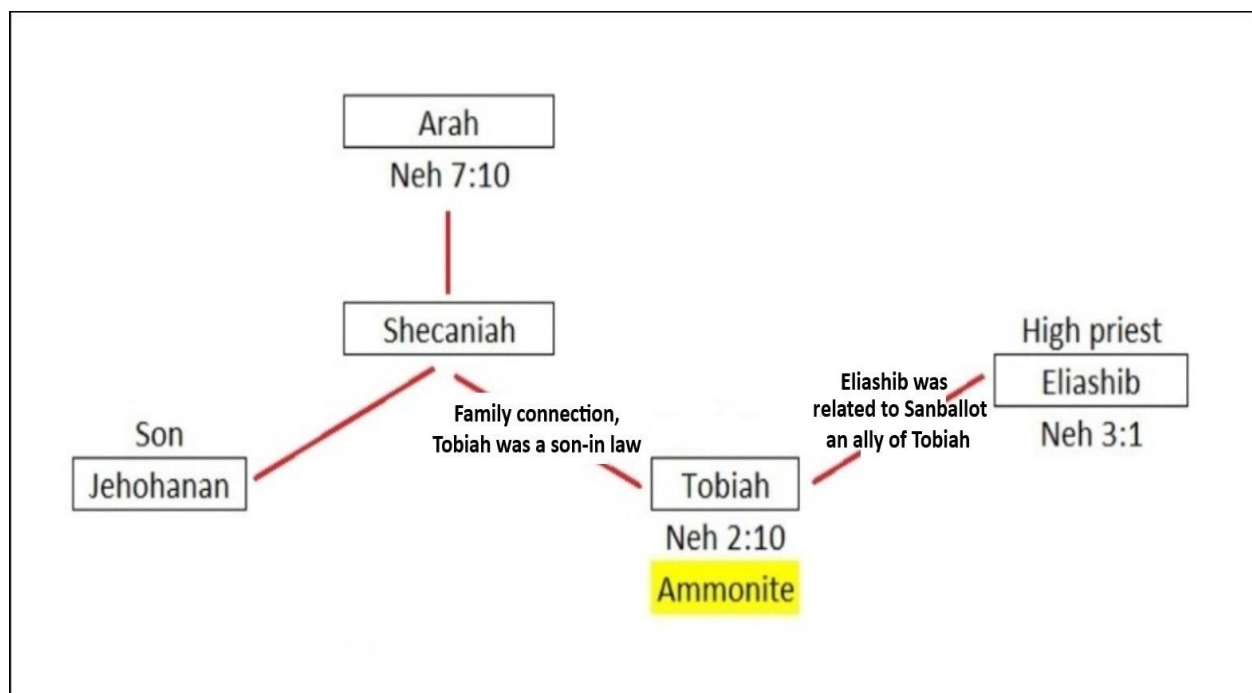 Arah
Neh 7:10
Shecaniah
Family connection,
Tobiah was a son-in law
Son
Jehohanan
Tobiah
Neh 2:10
Ammonite
Eliashib was
related to Sanballot
an ally of Tobiah
High priest
Eliashib
Neh 3:1